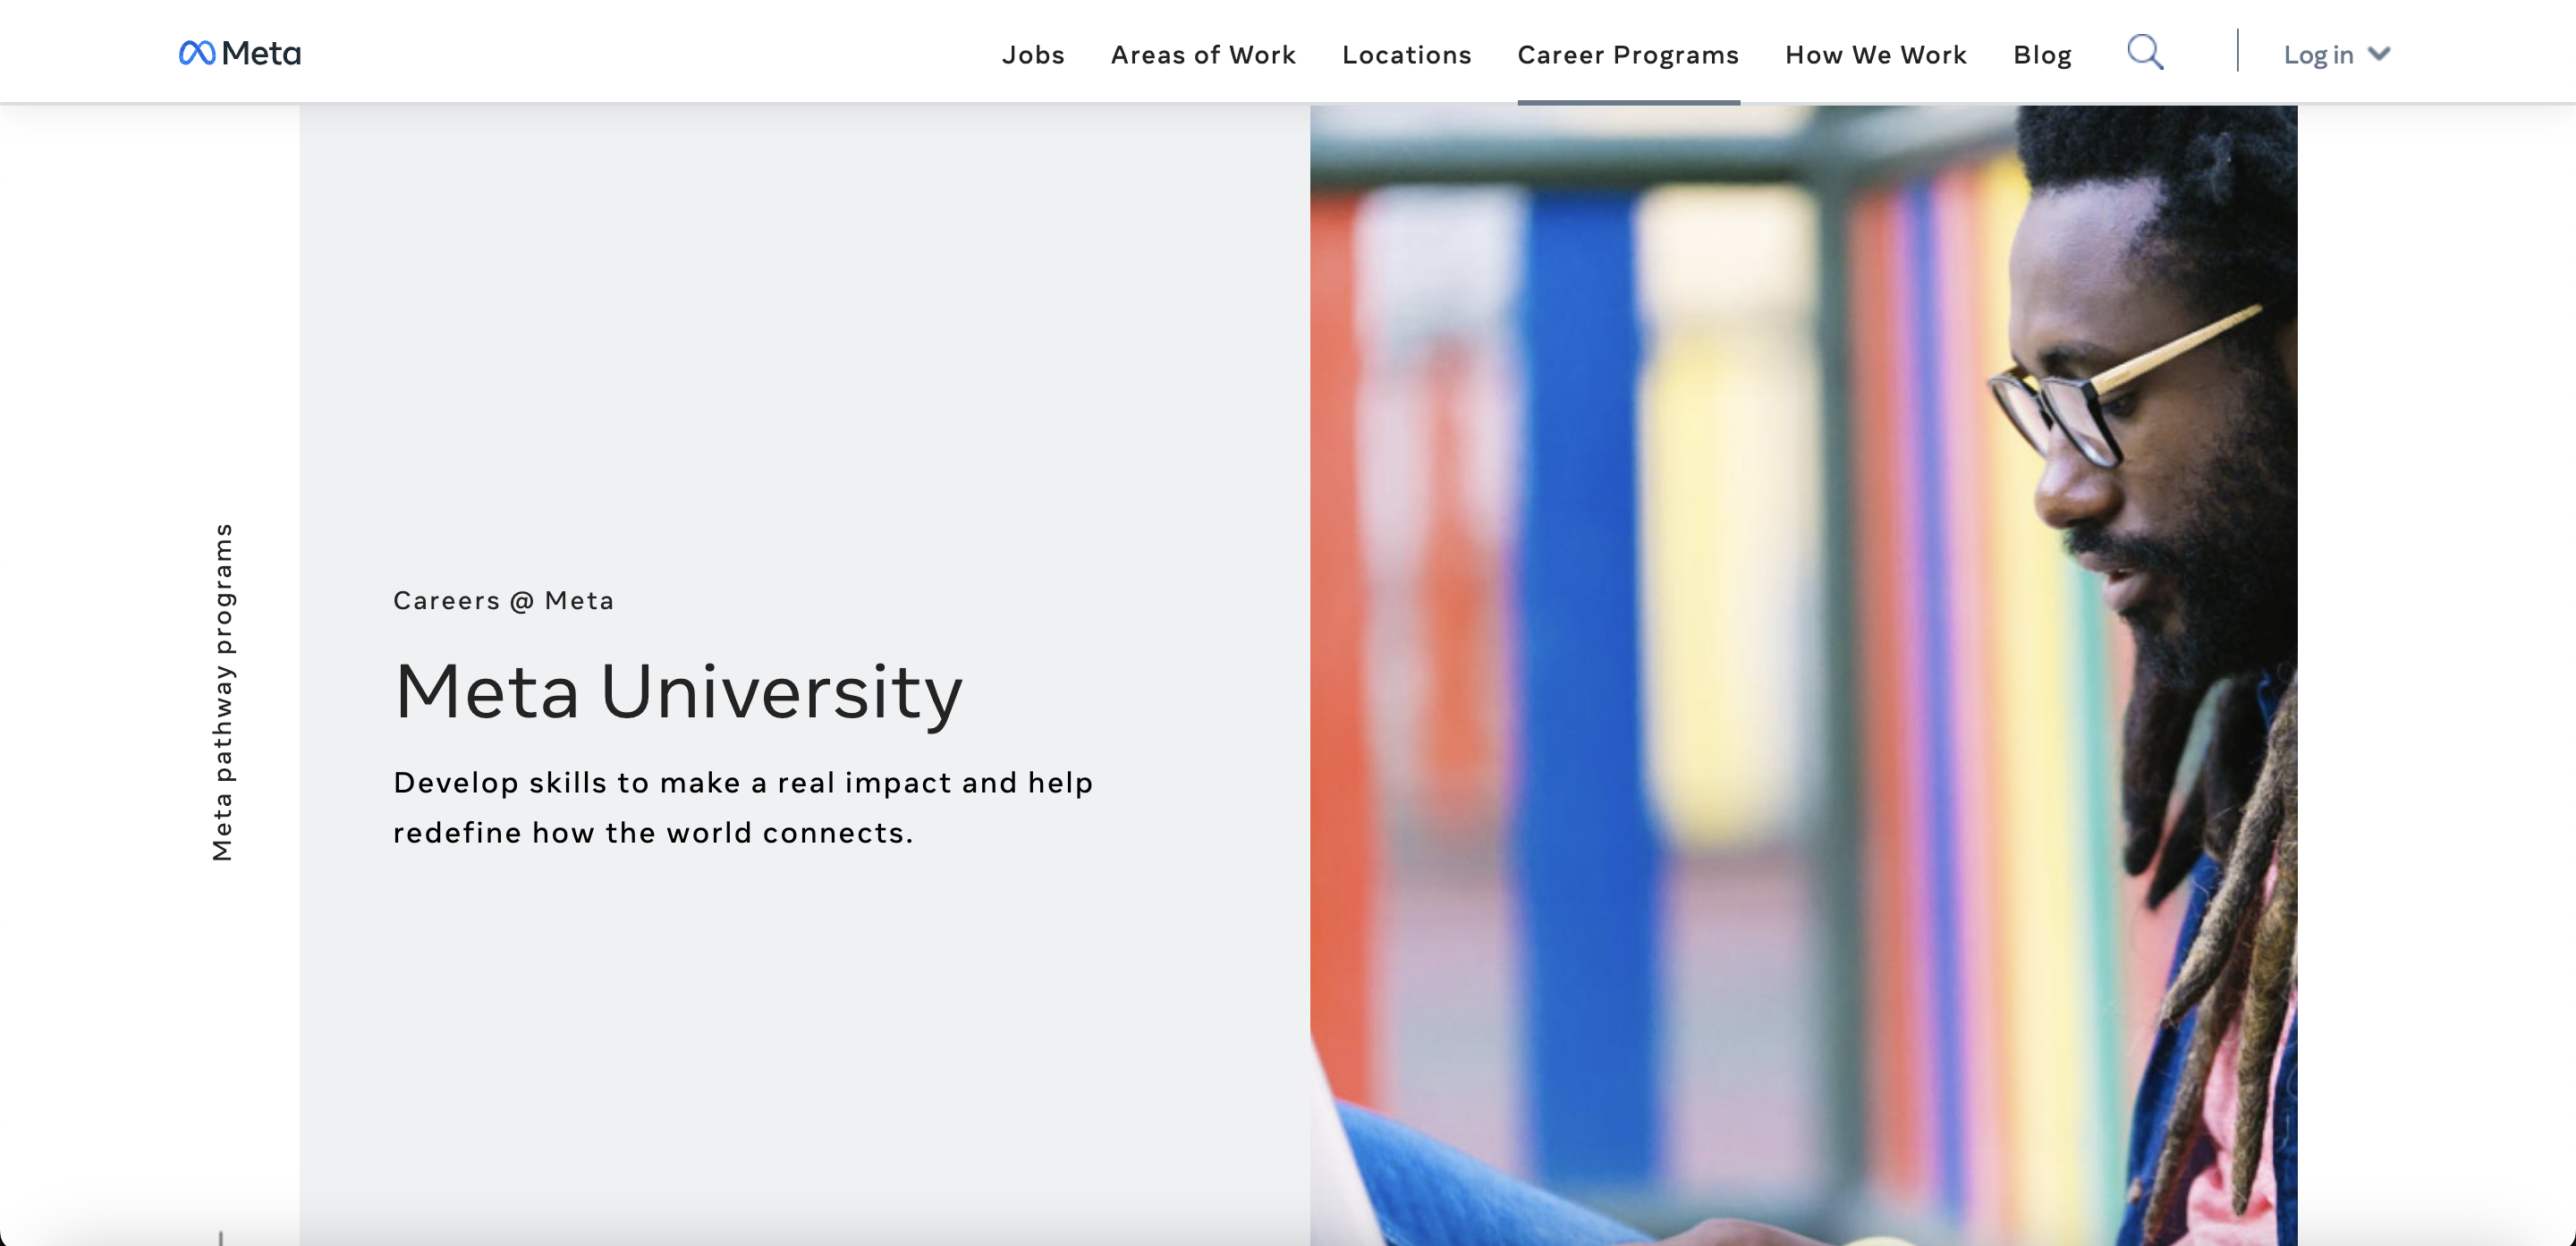 Meta
Jobs
Areas of Work
Locations
Career Programs
How We Work
Blog
Log in
Meta pathway programs
Careers @ Meta
Meta University
Develop skills to make a real impact and help
redefine how the world connects.